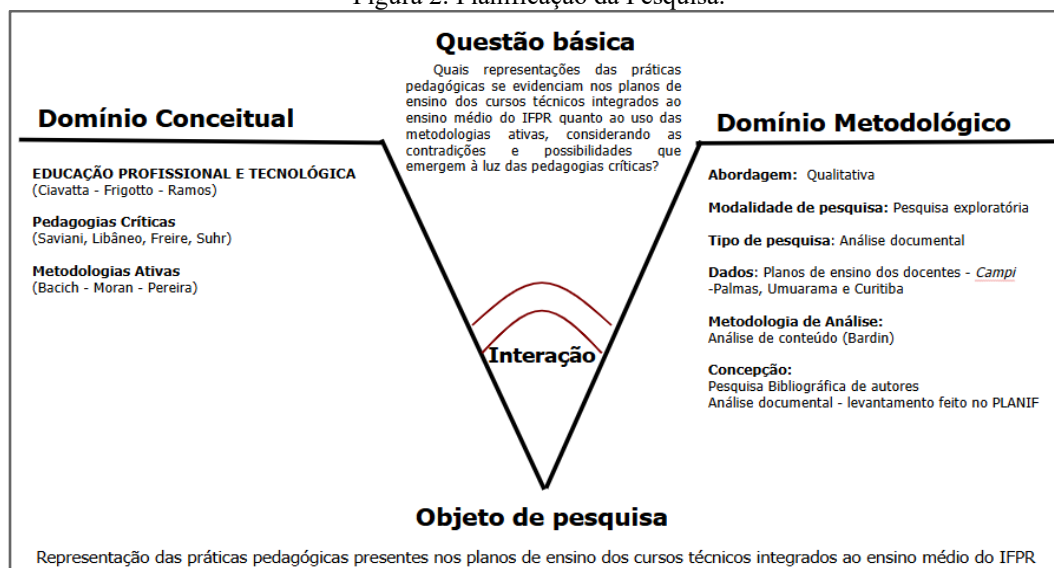 Figura 2: Planificação da Pesquisa.
Questão básica
Quais representações das práticas
pedagógicas se evidenciam nos planos de
ensino dos cursos técnicos integrados ao
ensino médio do IFPR quanto ao uso das
metodologias ativas, considerando as
contradições e possibilidades que
emergem à luz das pedagogias críticas?
Domínio Conceitual
EDUCAÇÃO PROFISSIONAL E TECNOLÓGICA
(Ciavatta - Frigotto - Ramos)
Pedagogias Críticas
(Saviani, Libâneo, Freire, Suhr)
Metodologias Ativas
(Bacich - Moran - Pereira)
Interação
Domínio Metodológico
Abordagem: Qualitativa
Modalidade de pesquisa: Pesquisa exploratória
Tipo de pesquisa: Análise documental
Dados: Planos de ensino dos docentes - Campi
-Palmas, Umuarama e Curitiba
Metodologia de Análise:
Análise de conteúdo (Bardin)
Concepção:
Pesquisa Bibliográfica de autores
Análise documental - levantamento feito no PLANIF
Objeto de pesquisa
Representação das práticas pedagógicas presentes nos planos de ensino dos cursos técnicos integrados ao ensino médio do IFPR